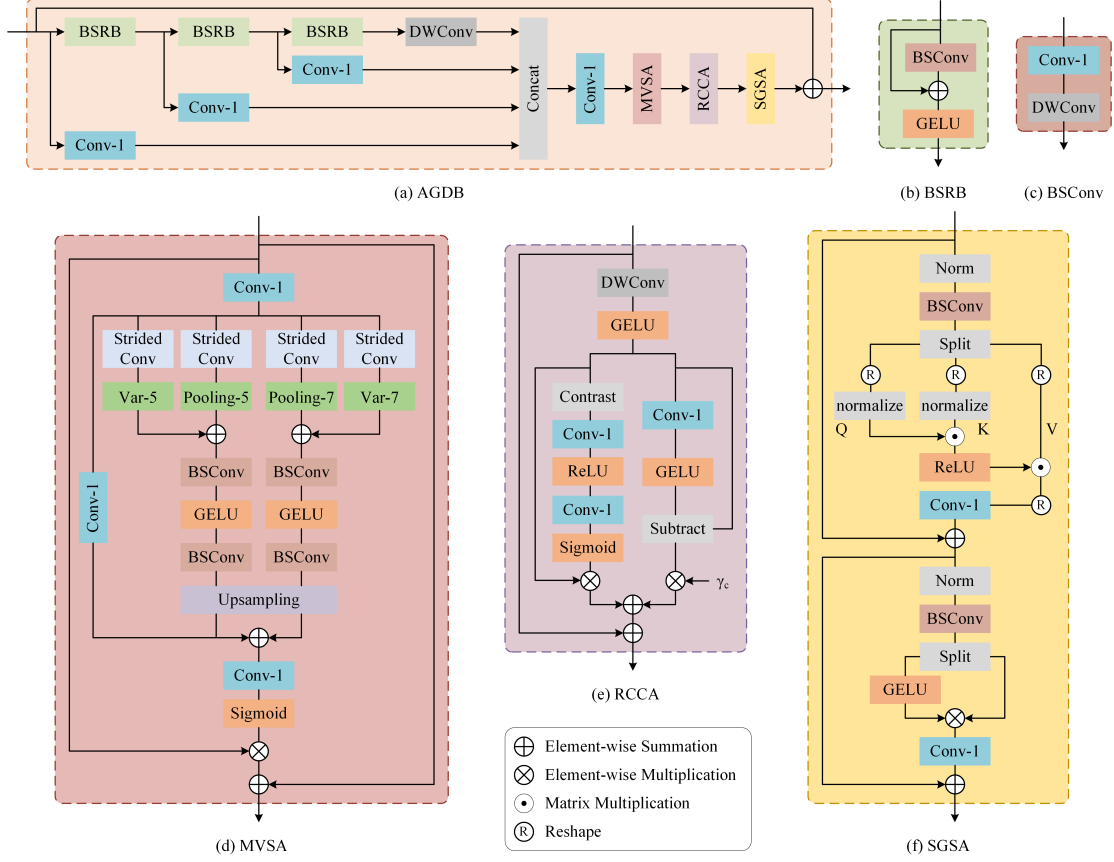 BSRB BSRB BSRB DWConv
Conv-1
Conv-1
Conv-1
Concat
Conv-1
MVSA
RCCA
SGSA
(a) AGDB
BSConv
GELU
(b) BSRB
Conv-1
DWConv
(c) BSConv
Conv-1
Strided Strided Strided Strided
Conv Conv Conv Conv
Var-5 Pooling-5 Pooling-7 Var-7
BSConv BSConv
Conv-1
GELU GELU
BSConv BSConv
Upsampling
Conv-1
Sigmoid
(d) MVSA
DWConv
GELU
Contrast
Conv-1
Conv-1
ReLU
GELU
Conv-1
Subtract
Sigmoid
γc
(e) RCCA
Element-wise Summation
Element-wise Multiplication
Matrix Multiplication
R Reshape
Norm
BSConv
Split
R R R
normalize normalize
Q K V
ReLU
Conv-1 R
Norm
BSConv
Split
GELU
Conv-1
(f) SGSA